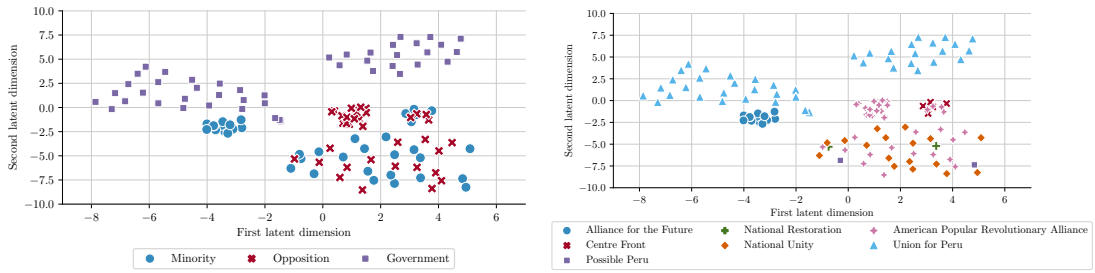 10.0
7.5
5.0
2.5
0.0
−2.5
−5.0
−7.5
−10.0
Second latent dimension
−8 −6 −4 −2 0 2 4 6
First latent dimension
Minority Opposition Government
10.0
7.5
5.0
2.5
0.0
−2.5
−5.0
−7.5
−10.0
Second latent dimension
−8 −6 −4 −2 0 2 4 6
First latent dimension
Alliance for the Future National Restoration American Popular Revolutionary Alliance
Centre Front National Unity Union for Peru
Possible Peru